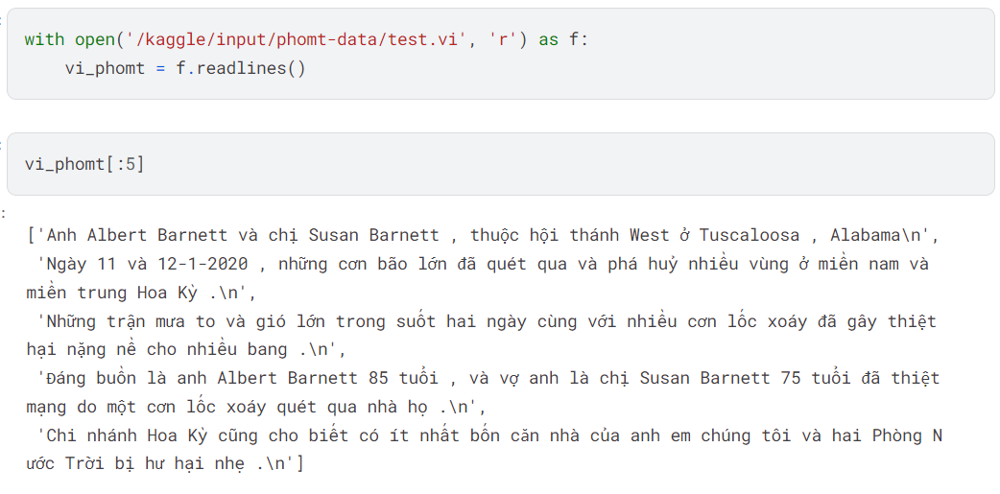 with open('/kaggle/input/phomt-data/test.vi', 'r') as f:
    vi_phomt = f.readlines()
vi_phomt[:5]
['Anh Albert Barnett và chị Susan Barnett , thuộc hội thánh West ở Tuscaloosa , Alabama\n',
 'Ngày 11 và 12-1-2020 , những cơn bão lớn đã quét qua và phá huỷ nhiều vùng ở miền nam và
miền trung Hoa Kỳ .\n',
 'Những trận mưa to và gió lớn trong suốt hai ngày cùng với nhiều cơn lốc xoáy đã gây thiệt
hại nặng nề cho nhiều bang .\n',
 'Đáng buồn là anh Albert Barnett 85 tuổi , và vợ anh là chị Susan Barnett 75 tuổi đã thiệt
mạng do một cơn lốc xoáy quét qua nhà họ .\n',
 'Chi nhánh Hoa Kỳ cũng cho biết có ít nhất bốn căn nhà của anh em chúng tôi và hai Phòng N
ước Trời bị hư hại nhẹ .\n']